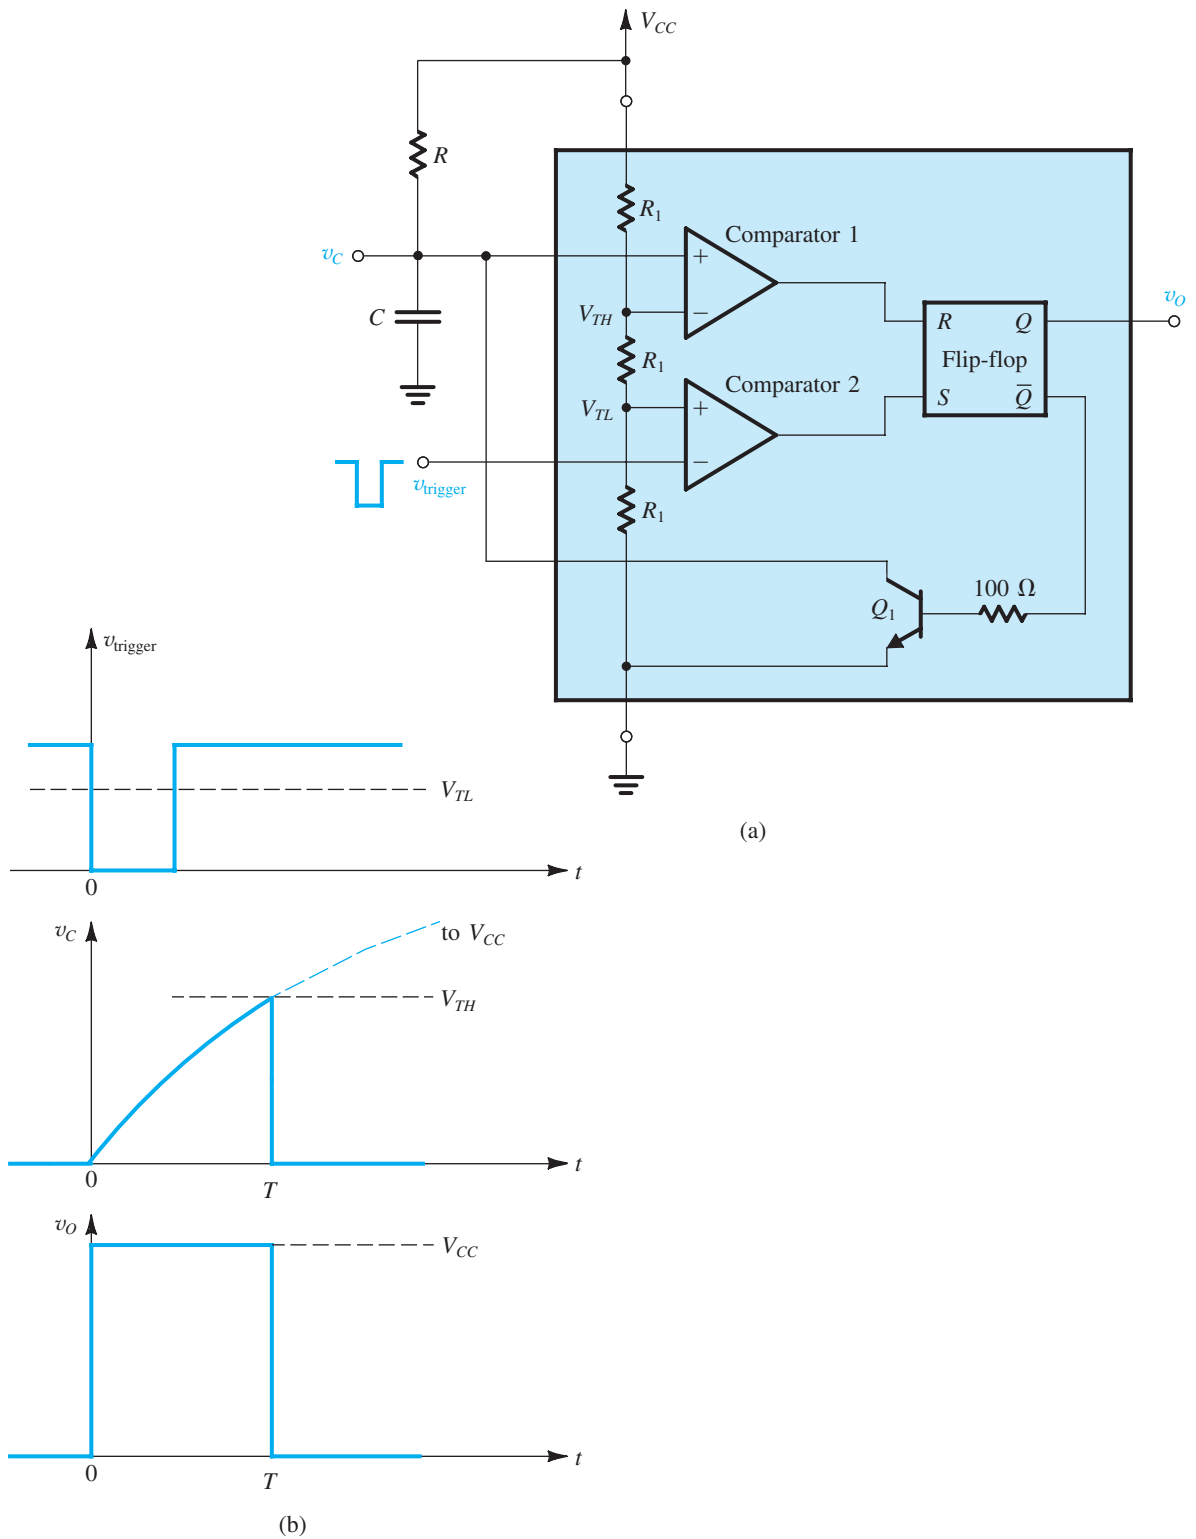 V_CC
R
R_1
Comparator 1
v_C
+
−
V_TH
C
R_1
Comparator 2
V_TL
+
−
v_trigger
R_1
R Q
Flip-flop
S Q̅
v_O
100 Ω
Q_1
(a)
v_trigger
V_TL
0
t
v_C
to V_CC
V_TH
0
T
t
v_O
V_CC
0
T
t
(b)